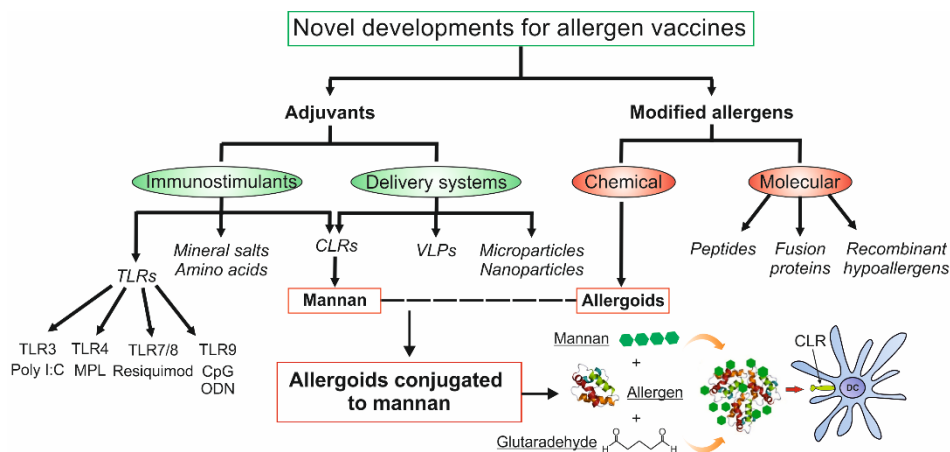 Novel developments for allergen vaccines
Adjuvants
Modified allergens
Immunostimulants
Delivery systems
Chemical
Molecular
TLRs
Mineral salts
Amino acids
CLRs
VLPs
Microparticles
Nanoparticles
Peptides
Fusion
proteins
Recombinant
hypoallergens
Mannan
Allergoids
TLR3
Poly I:C
TLR4
MPL
TLR7/8
Resiquimod
TLR9
CpG
ODN
Allergoids conjugated
to mannan
Mannan
+
Allergen
+
Glutaradehyde
O
H
O
H
CLR
DC